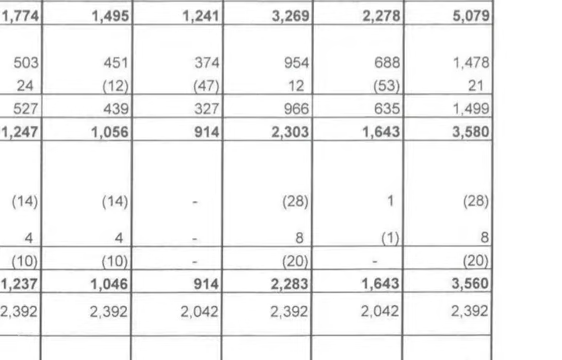 1,774 1,495 1,241 3,269 2,278 5,079
503 451 374 954 688 1,478
24 (12) (47) 12 (53) 21
527 439 327 966 635 1,499
1,247 1,056 914 2,303 1,643 3,580
(14) (14) - (28) 1 (28)
4 4 - 8 (1) 8
(10) (10) - (20) - (20)
1,237 1,046 914 2,283 1,643 3,560
2,392 2,392 2,042 2,392 2,042 2,392